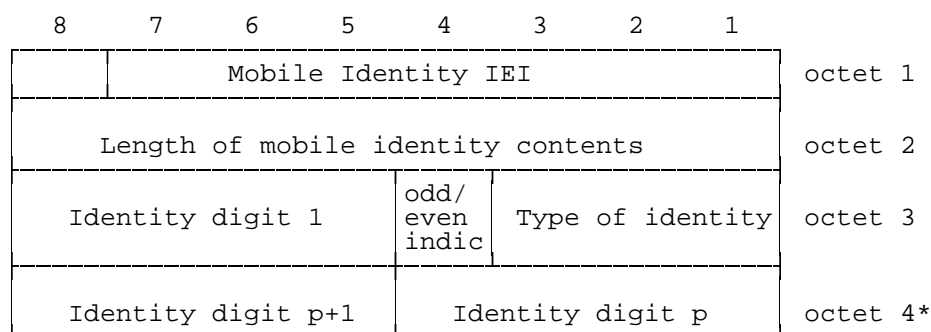 8 7 6 5 4 3 2 1
Mobile Identity IEI octet 1
Length of mobile identity contents octet 2
odd/
Identity digit 1 even Type of identity octet 3
indic
Identity digit p+1 Identity digit p octet 4*